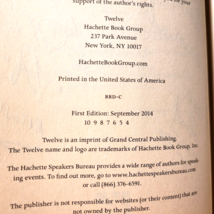 support of the author's rights.
Twelve
Hachette Book Group
237 Park Avenue
New York, NY 10017
HachetteBookGroup.com
Printed in the United States of America
RRD-C
First Edition: September 2014
10 9 8 7 6 5 4
Twelve is an imprint of Grand Central Publishing.
The Twelve name and logo are trademarks of Hachette Book Group, Inc.
The Hachette Speakers Bureau provides a wide range of authors for speak
ing events. To find out more, go to www.hachettespeakersbureau.com
or call (866) 376-6591.
The publisher is not responsible for websites (or their content) that are
not owned by the publisher.